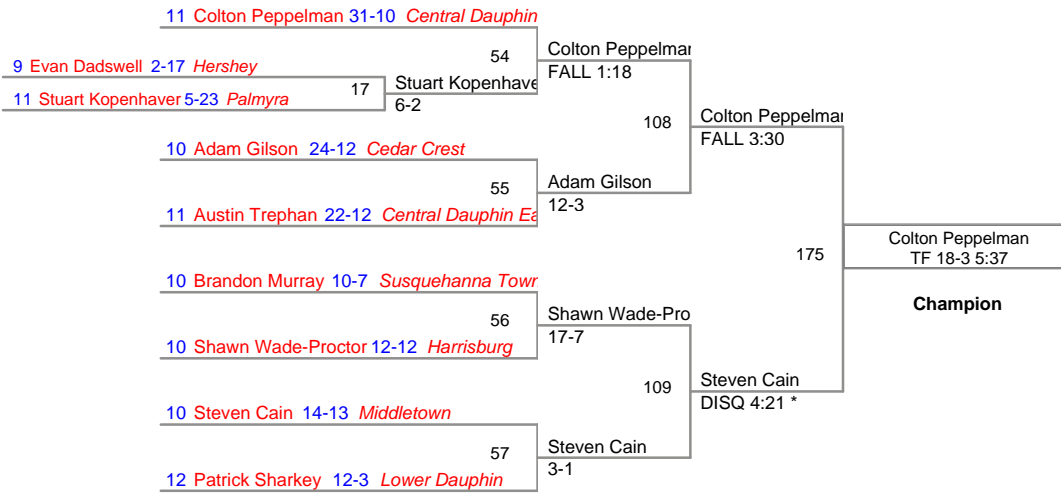 11 Colton Peppelman 31-10 Central Dauphin
54
Colton Peppelman
FALL 1:18
9 Evan Dadswell 2-17 Hershey
17
Stuart Kopenhave
6-2
11 Stuart Kopenhaver 5-23 Palmyra
108
Colton Peppelman
FALL 3:30
10 Adam Gilson 24-12 Cedar Crest
55
Adam Gilson
12-3
11 Austin Trephan 22-12 Central Dauphin Ea
175
Colton Peppelman
TF 18-3 5:37
Champion
10 Brandon Murray 10-7 Susquehanna Town
56
Shawn Wade-Pro
17-7
10 Shawn Wade-Proctor 12-12 Harrisburg
109
Steven Cain
DISQ 4:21 *
10 Steven Cain 14-13 Middletown
57
Steven Cain
3-1
12 Patrick Sharkey 12-3 Lower Dauphin